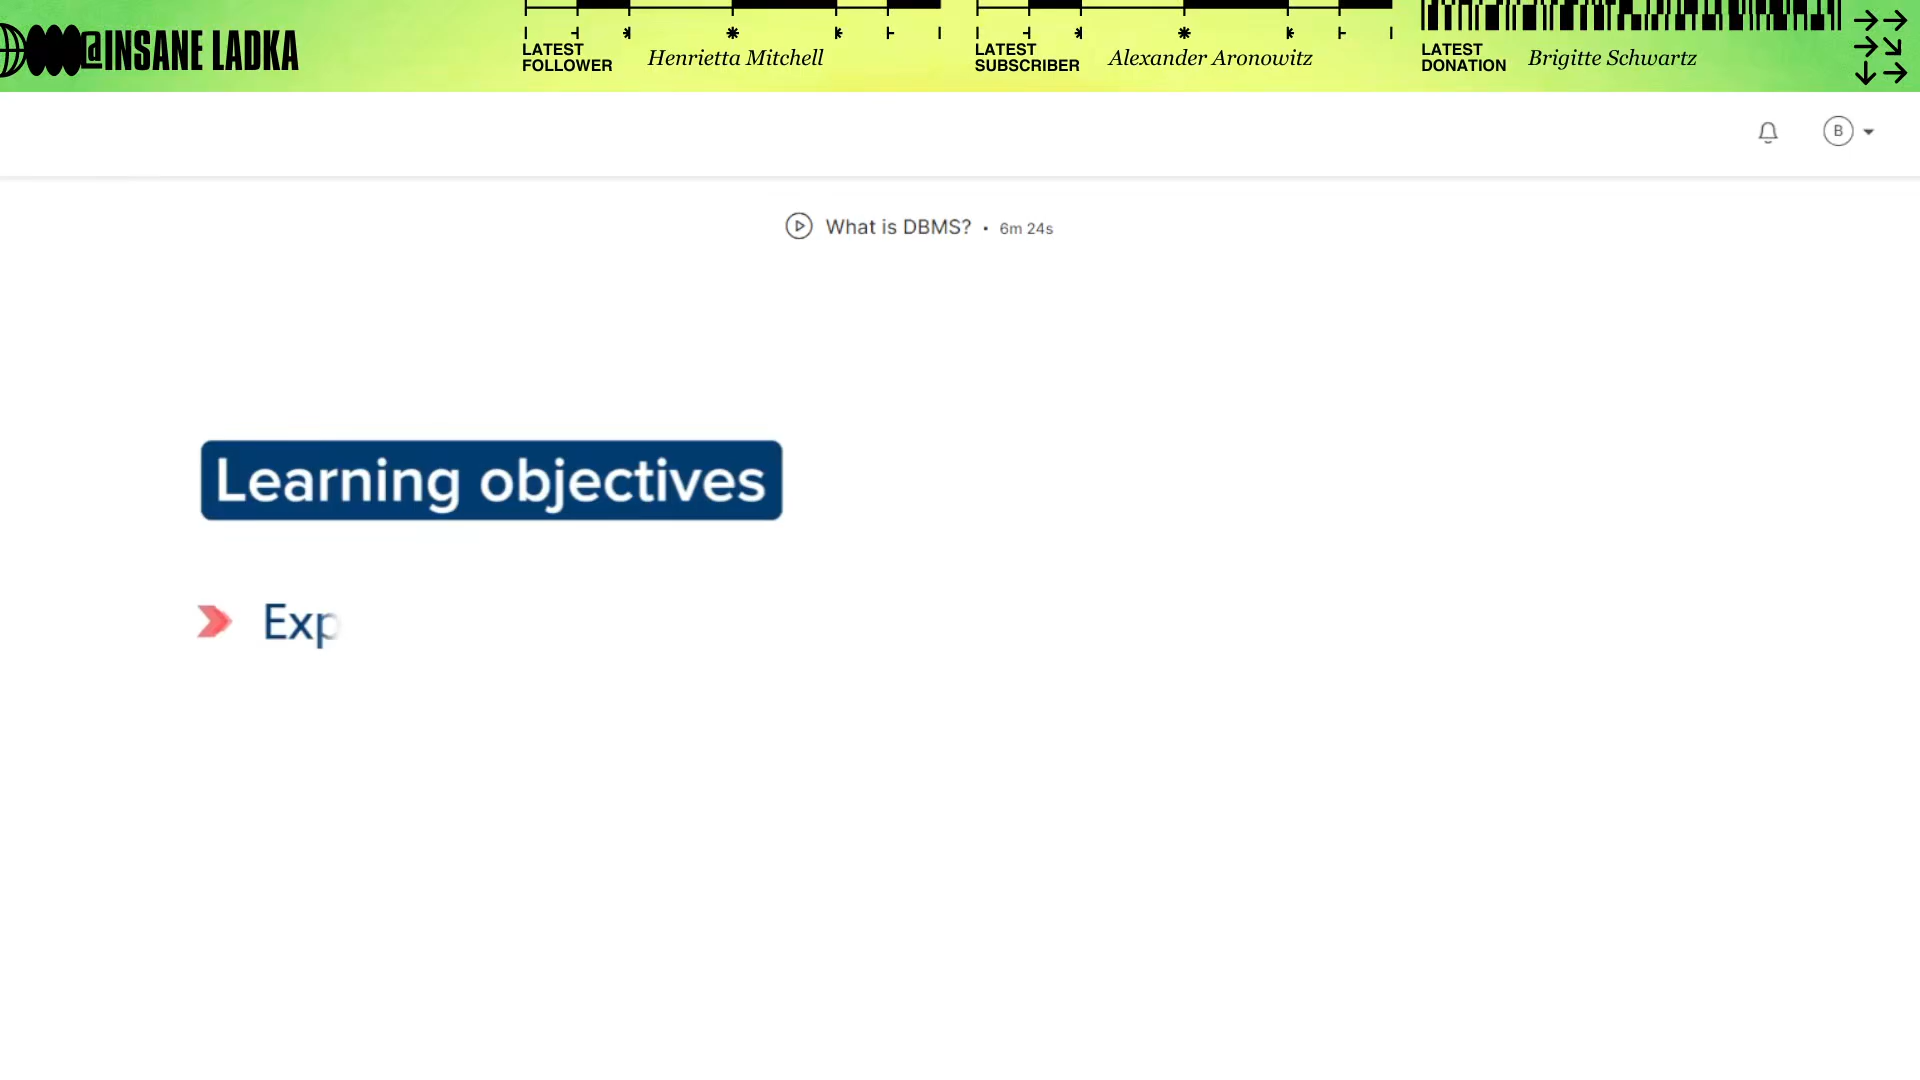 @INSANE LADKA
LATEST FOLLOWER
Henrietta Mitchell
LATEST SUBSCRIBER
Alexander Aronowitz
LATEST DONATION
Brigitte Schwartz
B
What is DBMS? • 6m 24s
Learning objectives
Exp